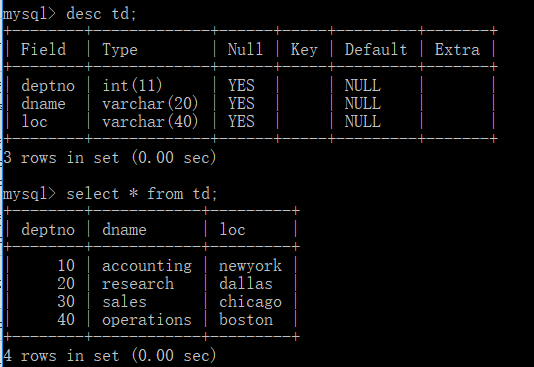 mysql> desc td;
+--------+-------------+------+-----+---------+-------+
| Field  | Type        | Null | Key | Default | Extra |
+--------+-------------+------+-----+---------+-------+
| deptno | int(11)     | YES  |     | NULL    |       |
| dname  | varchar(20) | YES  |     | NULL    |       |
| loc    | varchar(40) | YES  |     | NULL    |       |
+--------+-------------+------+-----+---------+-------+
3 rows in set (0.00 sec)
mysql> select * from td;
+--------+------------+---------+
| deptno | dname      | loc     |
+--------+------------+---------+
|     10 | accounting | newyork |
|     20 | research   | dallas  |
|     30 | sales      | chicago |
|     40 | operations | boston  |
+--------+------------+---------+
4 rows in set (0.00 sec)